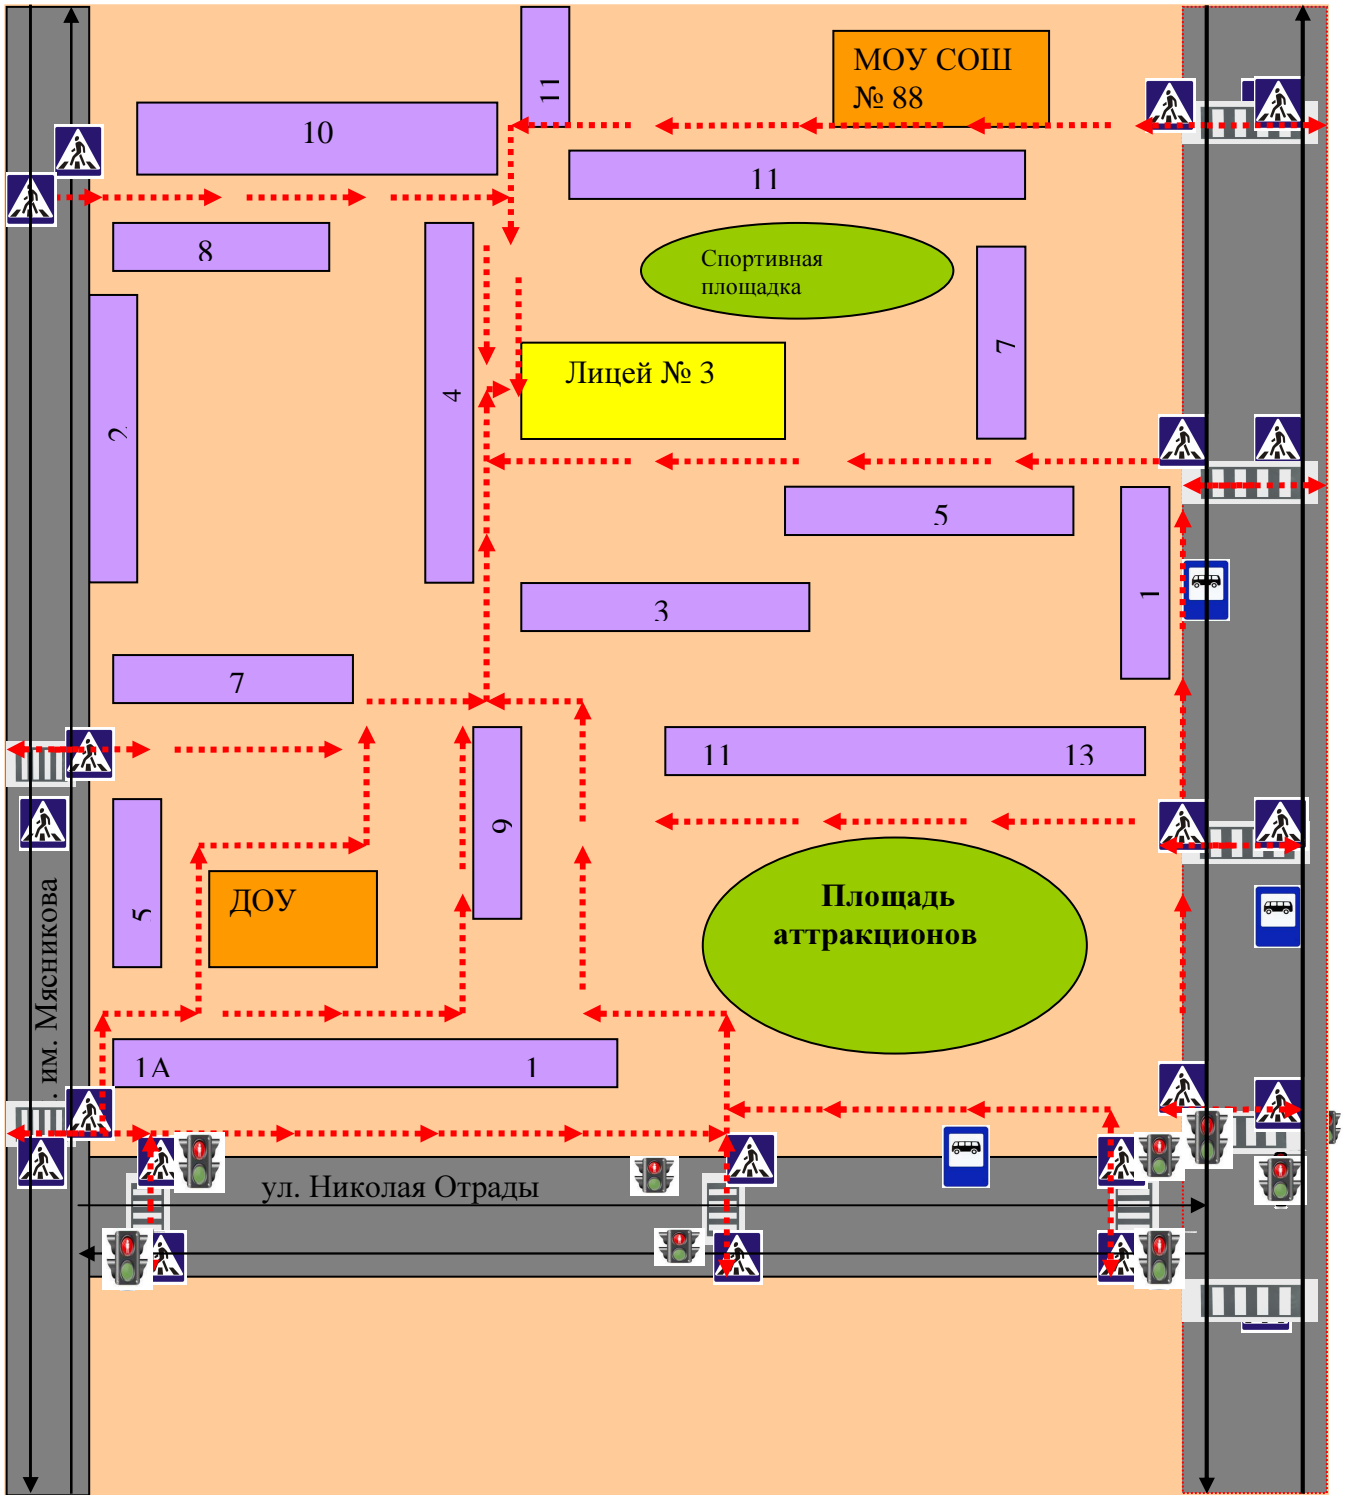 11
МОУ СОШ
№ 88
10
11
8
Спортивная
площадка
7
Лицей № 3
4
2
5
1
3
7
11
13
9
5
ДОУ
Площадь
аттракционов
. им. Мясникова
1А
1
ул. Николая Отрады